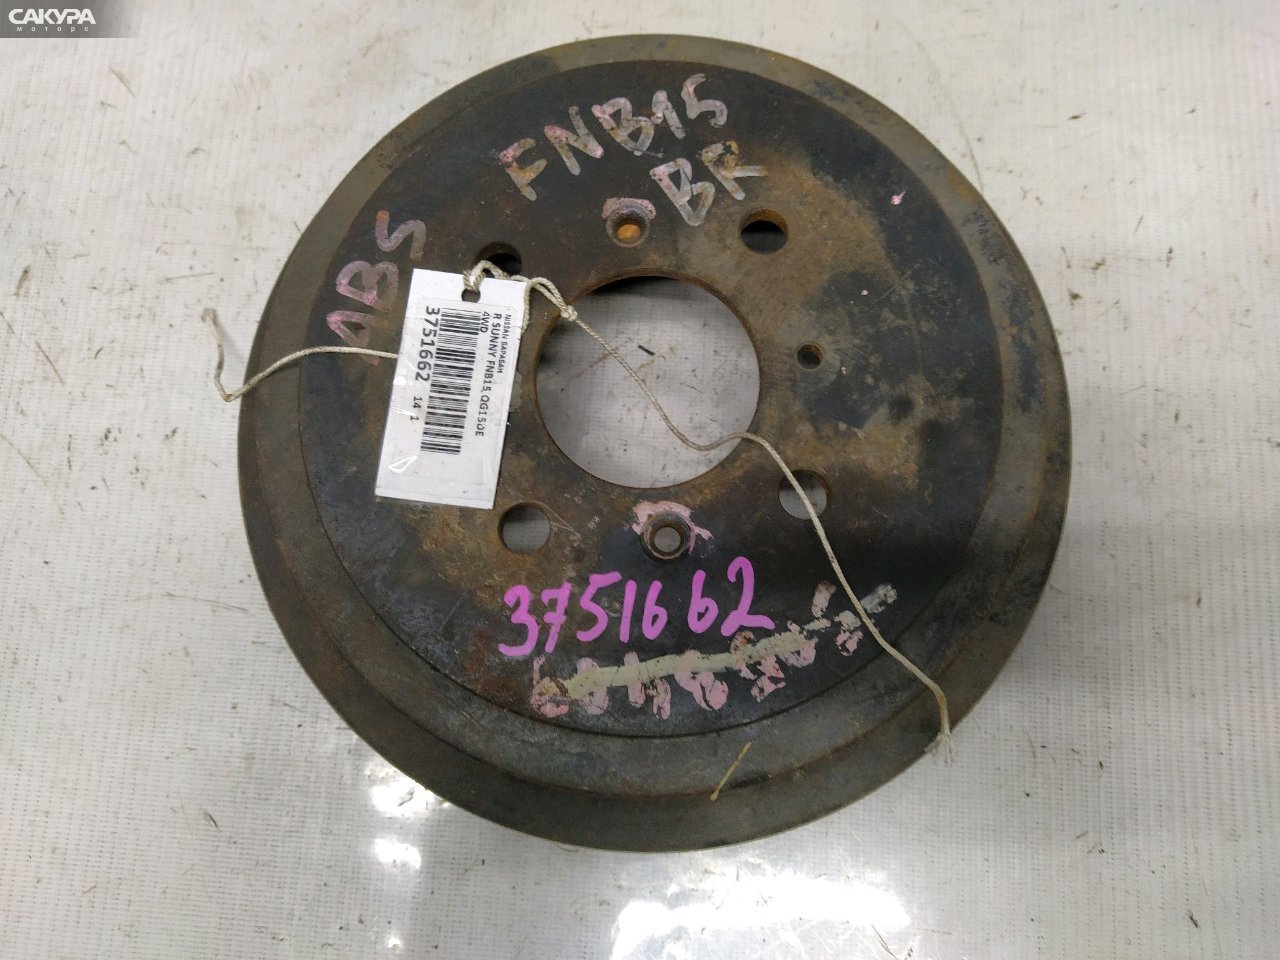 САКУРА
моторс
FNB15
BR
ABS
NISSAN БАРАБАН
R SUNNY FNB15 QG15DE
4WD
3751662 14 1
3751662